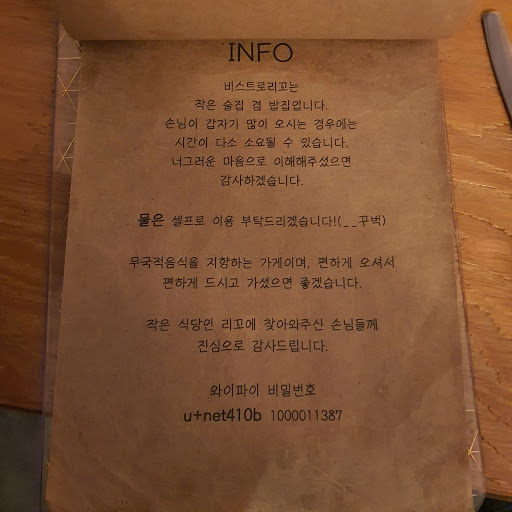 INFO
비스트로리꼬는
작은 술집 겸 밥집입니다.
손님이 갑자기 많이 오시는 경우에는
시간이 다소 소요될 수 있습니다.
너그러운 마음으로 이해해주셨으면
감사하겠습니다.
물은 셀프로 이용 부탁드리겠습니다!(__꾸벅)
무국적음식을 지향하는 가게이며, 편하게 오셔서
편하게 드시고 가셨으면 좋겠습니다.
작은 식당인 리꼬에 찾아와주신 손님들께
진심으로 감사드립니다.
와이파이 비밀번호
u+net410b 1000011387